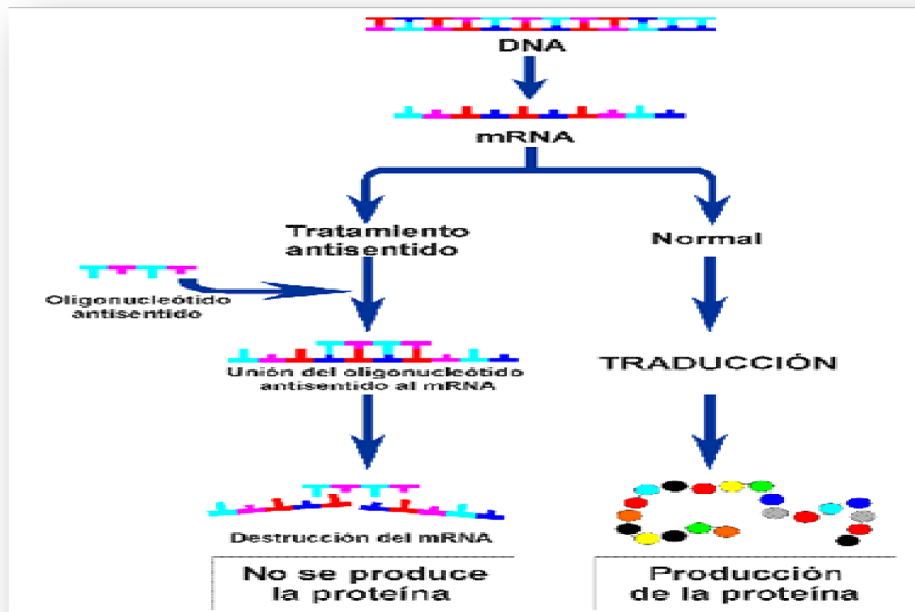 DNA
mRNA
Tratamiento
antisentido
Normal
Oligonucleótido
antisentido
Unión del oligonucleótido
antisentido al mRNA
TRADUCCIÓN
Destrucción del mRNA
No se produce
la proteína
Producción
de la proteína